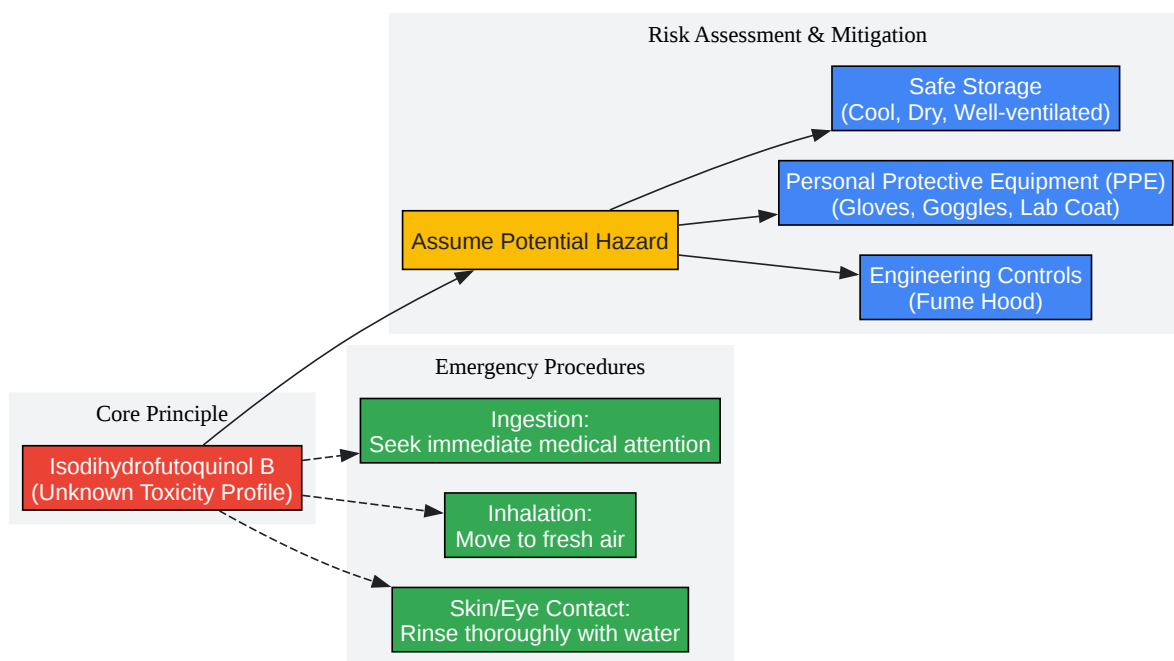 Risk Assessment & Mitigation
Safe Storage
(Cool, Dry, Well-ventilated)
Personal Protective Equipment (PPE)
(Gloves, Goggles, Lab Coat)
Assume Potential Hazard
Engineering Controls
(Fume Hood)
Emergency Procedures
Core Principle
Ingestion:
Seek immediate medical attention
Isodihydrofutoquinol B
(Unknown Toxicity Profile)
Inhalation:
Move to fresh air
Skin/Eye Contact:
Rinse thoroughly with water